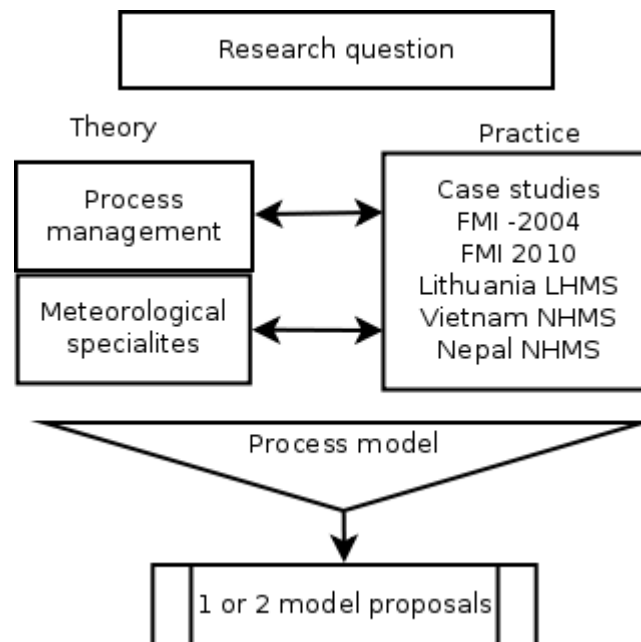 Research question
Theory
Practice
Process
management
Meteorological
specialites
Case studies
FMI -2004
FMI 2010
Lithuania LHMS
Vietnam NHMS
Nepal NHMS
Process model
1 or 2 model proposals